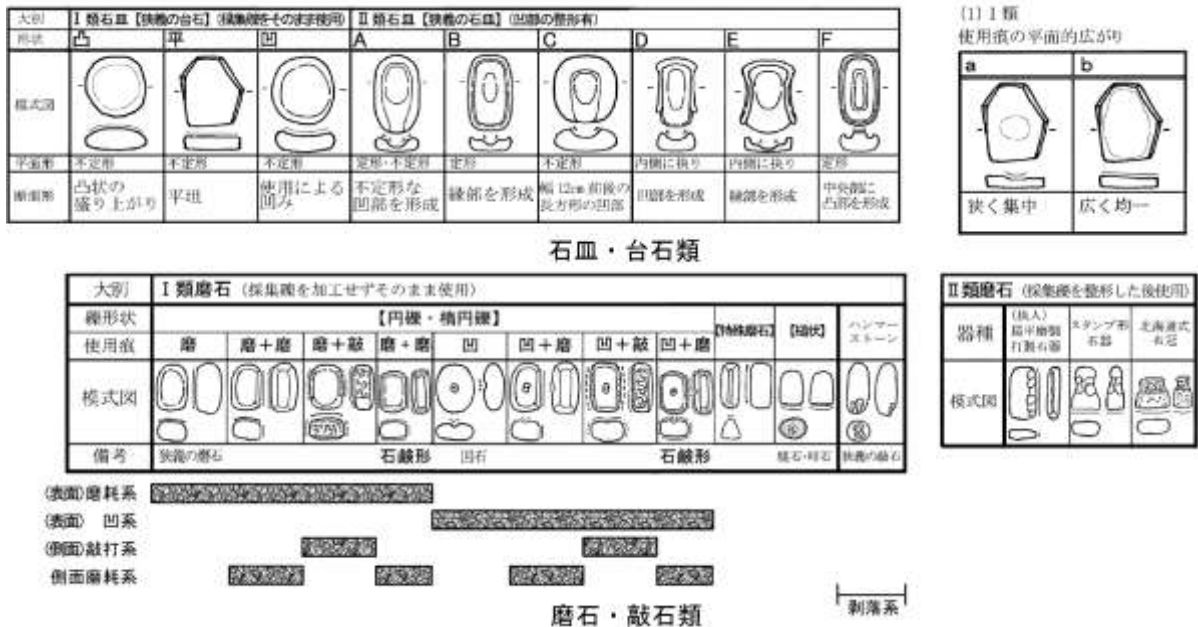 大別 Ⅰ類石皿【狭義の台石】(採集礫をそのまま使用) Ⅱ類石皿【狭義の石皿】(凹部の整形有)
形状 凸 平 凹 A B C D E F
模式図
平面形 不定形 不定形 不定形 定形・不定形 定形 不定形 内側に抉り 内側に抉り 定形
断面形 凸状の盛り上がり 平坦 使用による凹み 不定形な凹部を形成 縁部を形成 幅12cm前後の長方形の凹部 凹部を形成 縁部を形成 中央部に凸部を形成
石皿・台石類
(1) Ⅰ類
使用痕の平面的広がり
a b
狭く集中 広く均一
大別 Ⅰ類磨石(採集礫を加工せずそのまま使用)
礫形状 【円礫・楕円礫】 【特殊磨石】 ハンマーストーン
使用痕 磨 磨+磨 磨+敲 磨+磨 凹 凹+磨 凹+敲 凹+磨
模式図
備考 狭義の磨石 石鹸形 凹石 石鹸形 狭義の敲石
(表面)磨耗系
(表面) 凹系
(側面)敲打系
側面磨耗系
剥落系
磨石・敲石類
Ⅱ類磨石(採集礫を整形した後使用)
器種 扁平磨製打製石器 スタンプ形石器 北海道式石冠
模式図